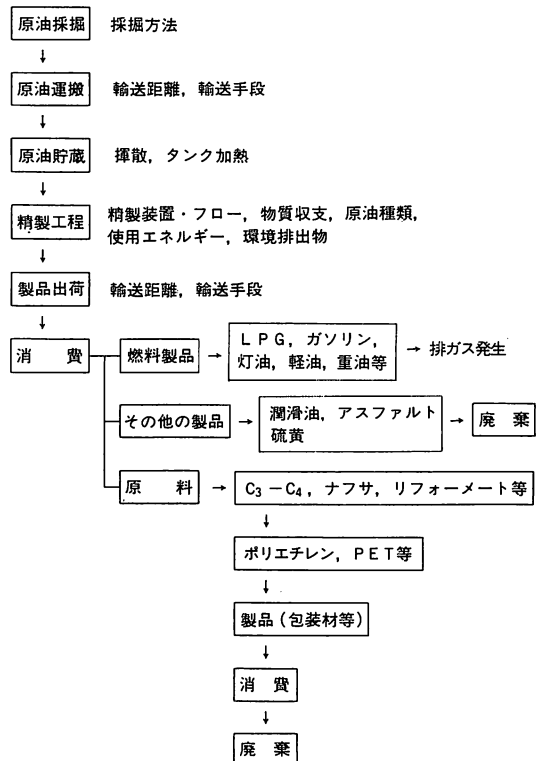 原油採掘 採掘方法
↓
原油運搬 輸送距離，輸送手段
↓
原油貯蔵 揮散，タンク加熱
↓
精製工程 精製装置・フロー，物質収支，原油種類，
使用エネルギー，環境排出物
↓
製品出荷 輸送距離，輸送手段
↓
消 費 燃料製品 → ＬＰＧ，ガソリン，
灯油，軽油，重油等 → 排ガス発生
その他の製品 → 潤滑油，アスファルト
硫黄 → 廃 棄
原 料 → C₃－C₄，ナフサ，リフォーメート等
↓
ポリエチレン，ＰＥＴ等
↓
製品（包装材等）
↓
消 費
↓
廃 棄